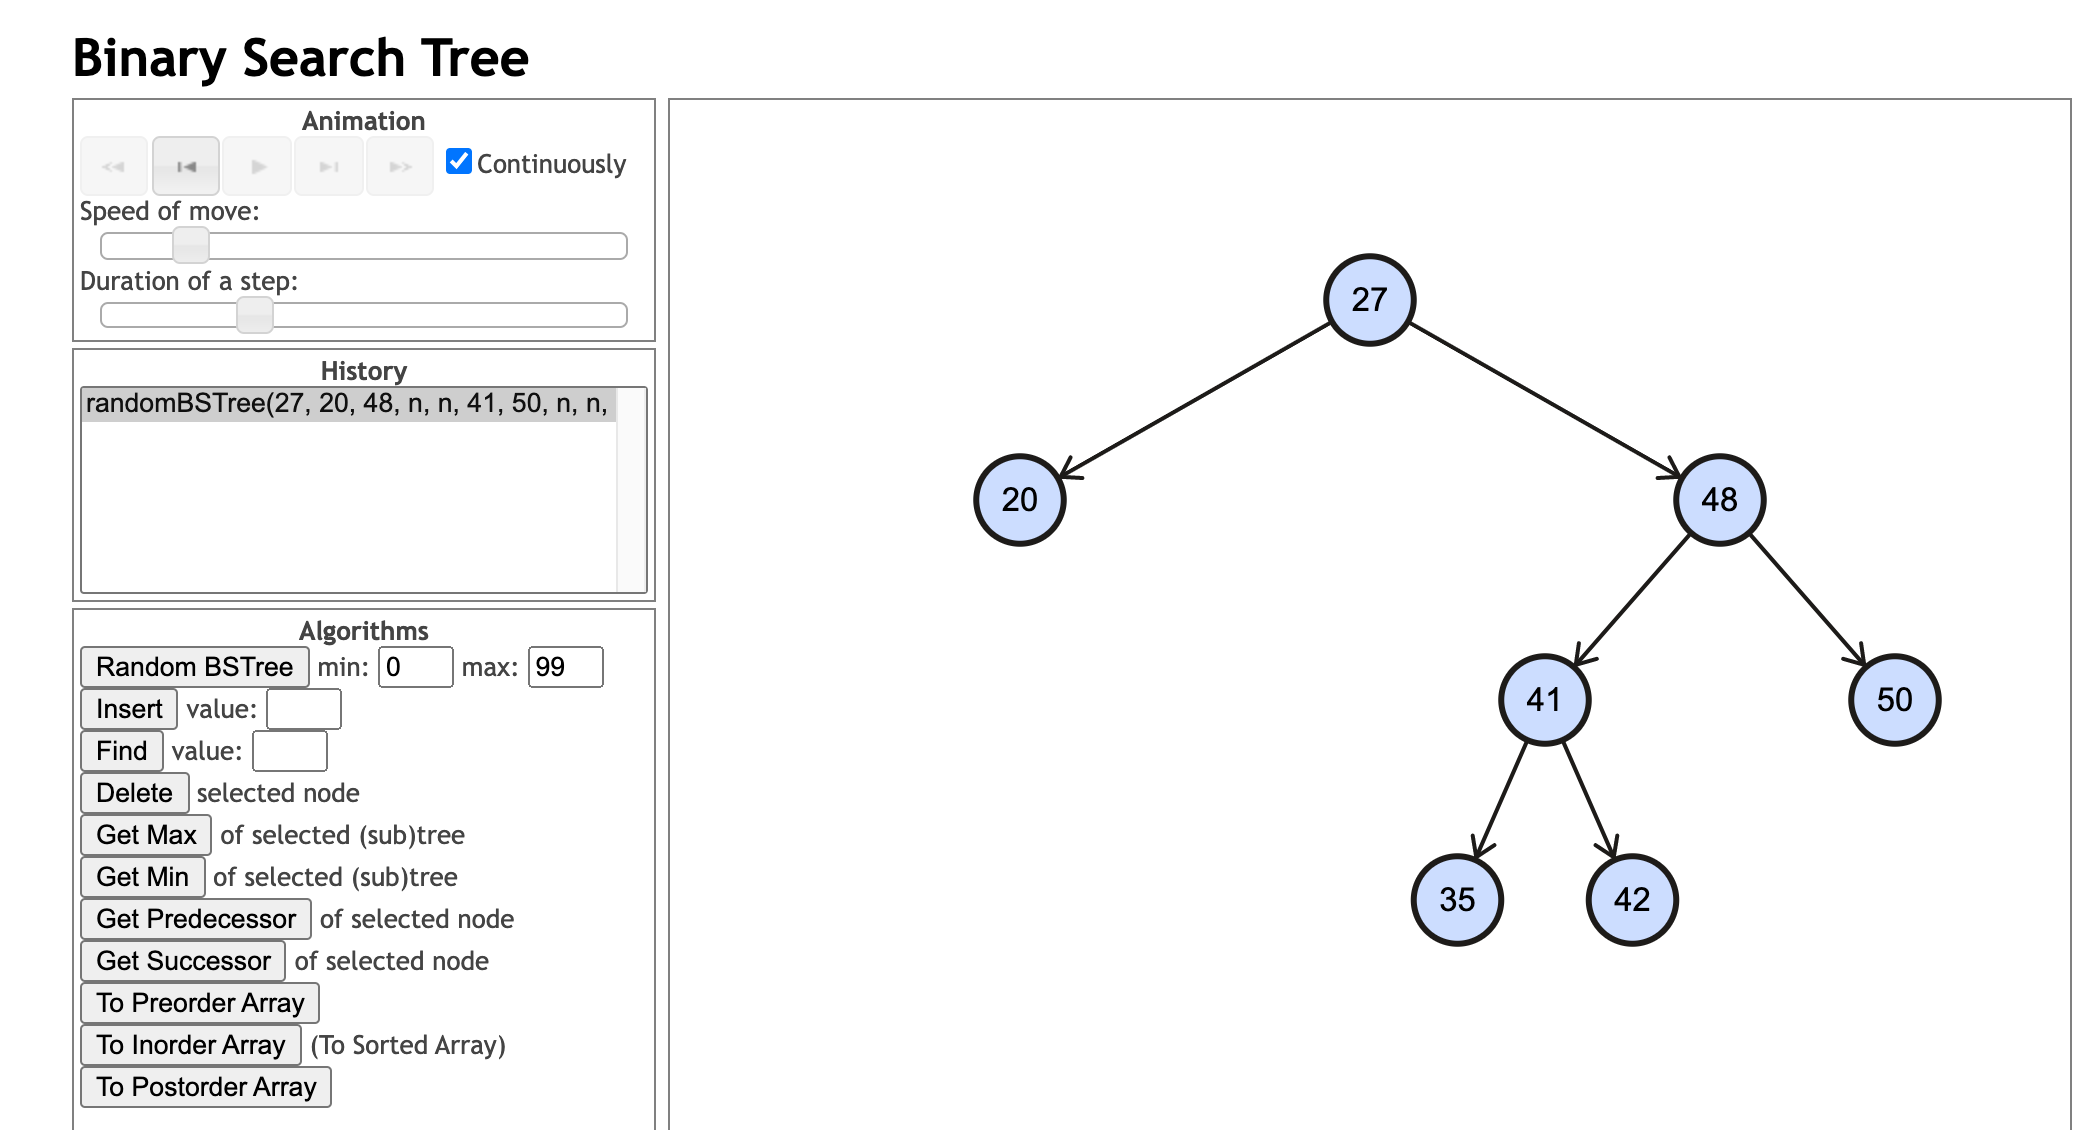 Binary Search Tree
Animation
Continuously
Speed of move:
Duration of a step:
History
randomBSTree(27, 20, 48, n, n, 41, 50, n, n,
Algorithms
Random BSTree min: 0 max: 99
Insert value:
Find value:
Delete selected node
Get Max of selected (sub)tree
Get Min of selected (sub)tree
Get Predecessor of selected node
Get Successor of selected node
To Preorder Array
To Inorder Array (To Sorted Array)
To Postorder Array
27
20 48
41 50
35 42